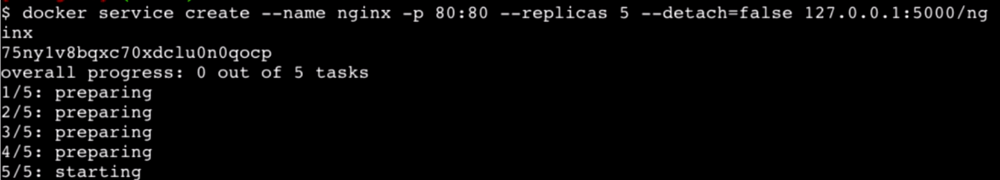 $ docker service create --name nginx -p 80:80 --replicas 5 --detach=false 127.0.0.1:5000/ng
inx
75ny1v8bqxc70xdclu0n0qocp
overall progress: 0 out of 5 tasks
1/5: preparing
2/5: preparing
3/5: preparing
4/5: preparing
5/5: starting